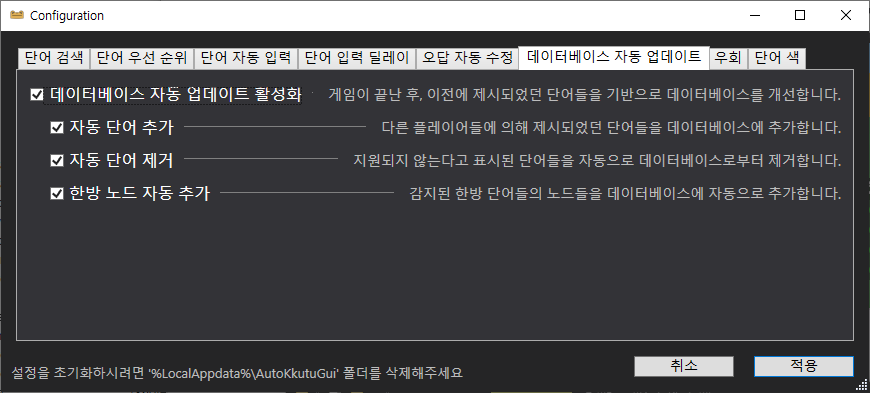 Configuration
단어 검색 단어 우선 순위 단어 자동 입력 단어 입력 딜레이 오답 자동 수정 데이터베이스 자동 업데이트 우회 단어 색
데이터베이스 자동 업데이트 활성화 게임이 끝난 후, 이전에 제시되었던 단어들을 기반으로 데이터베이스를 개선합니다.
자동 단어 추가 다른 플레이어들에 의해 제시되었던 단어들을 데이터베이스에 추가합니다.
자동 단어 제거 지원되지 않는다고 표시된 단어들을 자동으로 데이터베이스로부터 제거합니다.
한방 노드 자동 추가 감지된 한방 단어들의 노드들을 데이터베이스에 자동으로 추가합니다.
설정을 초기화하시려면 '%LocalAppdata%\AutoKkutuGui' 폴더를 삭제해주세요
취소 적용